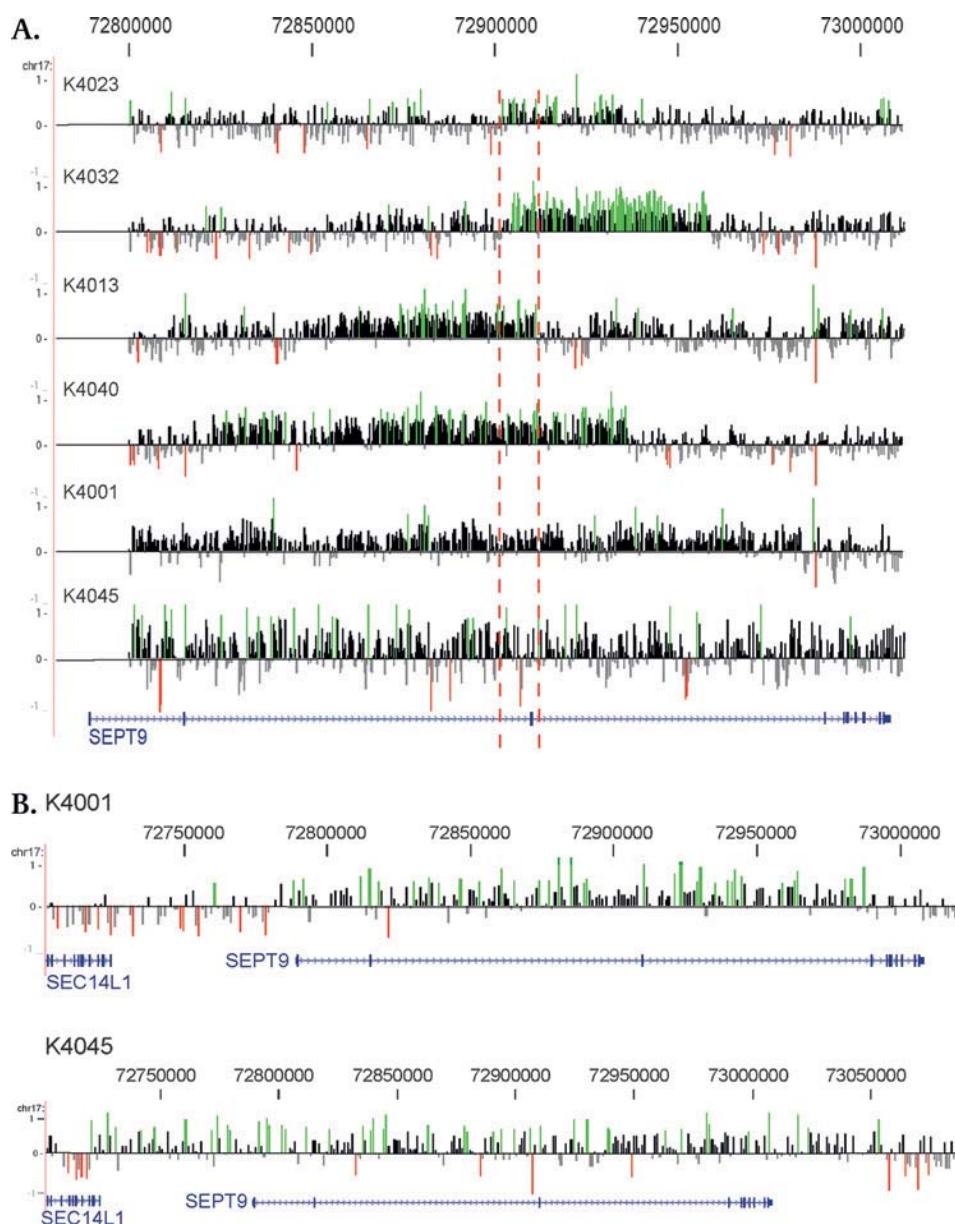 A.
72800000 72850000 72900000 72950000 73000000
chr17:
1 -
K4023
0 -
-1 _
K4032
1 -
0 -
-1 _
K4013
1 -
0 -
-1 _
K4040
1 -
0 -
-1 _
K4001
1 -
0 -
-1 _
K4045
1 -
0 -
-1 _
SEPT9
B. K4001
72750000 72800000 72850000 72900000 72950000 73000000
chr17:
1 -
0 -
-1 _
SEPT9
SEC14L1
K4045
72750000 72800000 72850000 72900000 72950000 73000000 73050000
chr17:
1 -
0 -
-1 _
SEPT9
SEC14L1